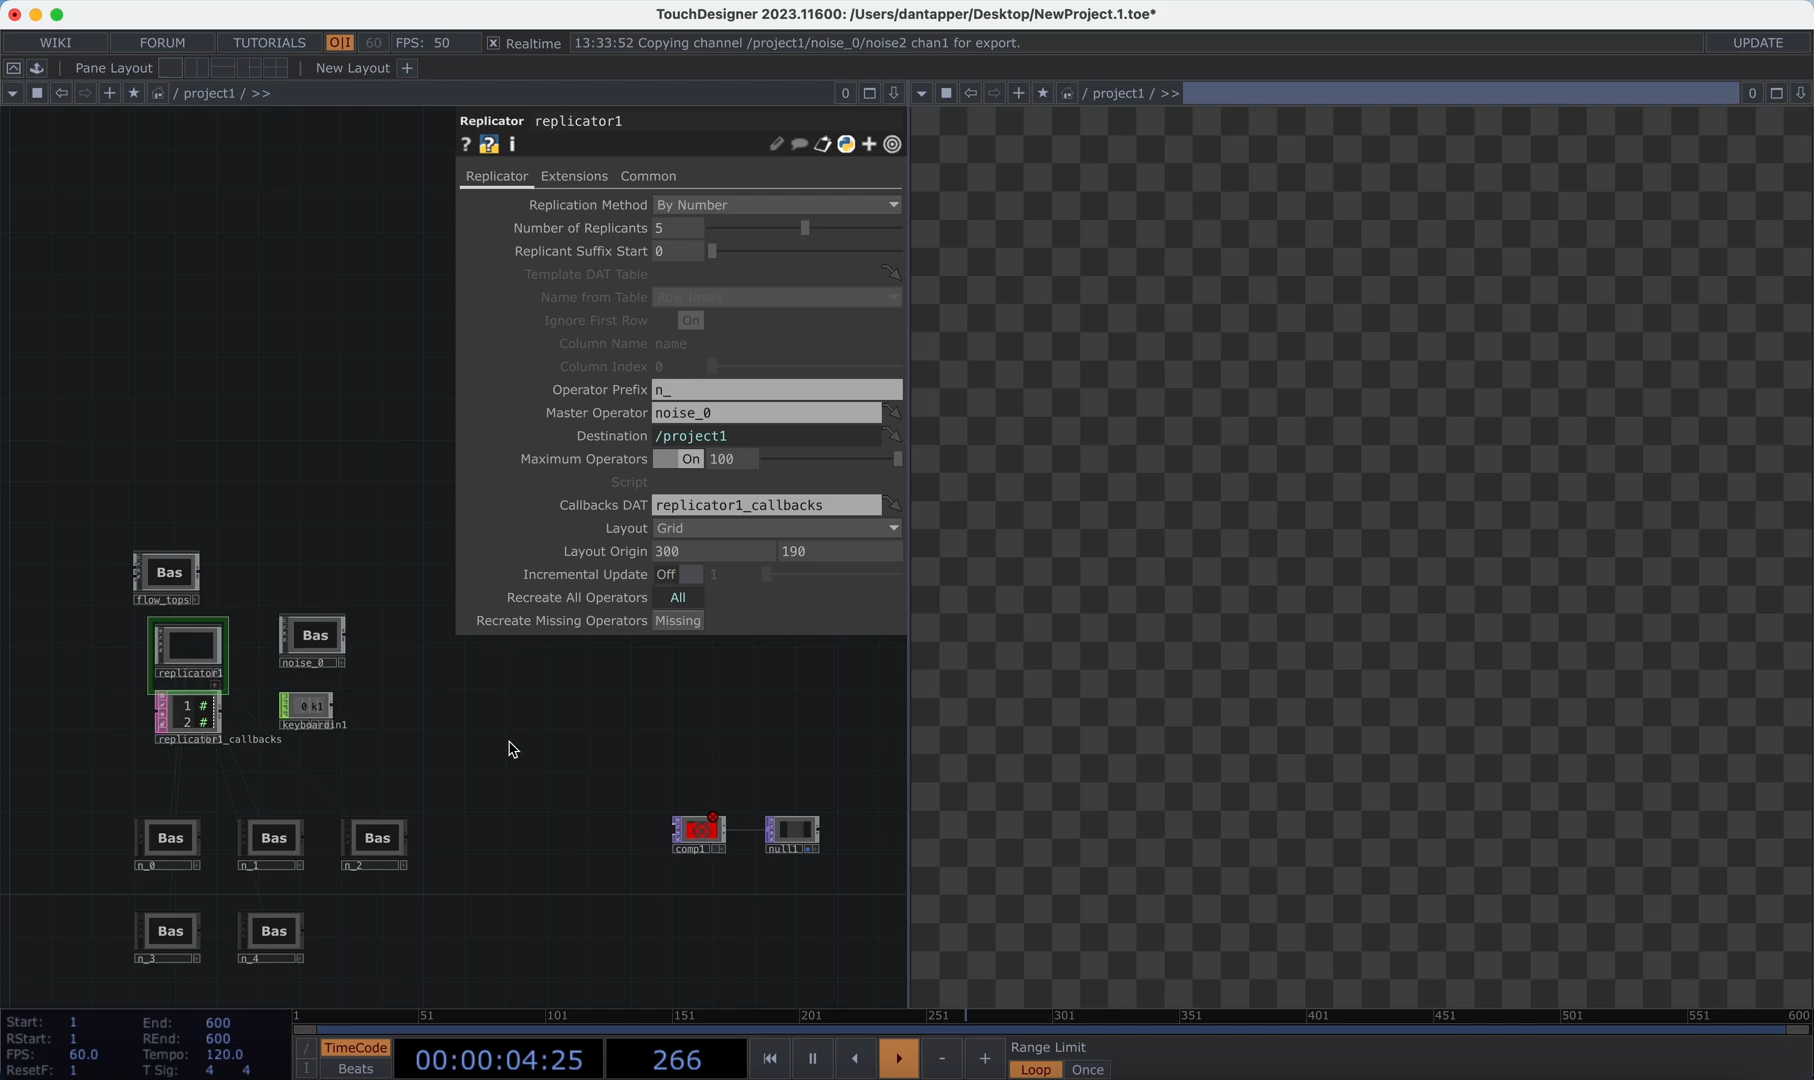 TouchDesigner 2023.11600: /Users/dantapper/Desktop/NewProject.1.toe*
WIKI FORUM TUTORIALS O|I 60 FPS: 50 Realtime 13:33:52 Copying channel /project1/noise_0/noise2 chan1 for export. UPDATE
Pane Layout New Layout +
/ project1 / >> 0 / project1 / >> 0
Replicator replicator1
? ? i
Replicator Extensions Common
Replication Method By Number
Number of Replicants 5
Replicant Suffix Start 0
Template DAT Table
Name from Table Row Index
Ignore First Row On
Column Name name
Column Index 0
Operator Prefix n_
Master Operator noise_0
Destination /project1
Maximum Operators On 100
Script
Callbacks DAT replicator1_callbacks
Layout Grid
Layout Origin 300 190
Incremental Update Off 1
Recreate All Operators All
Recreate Missing Operators Missing
Bas
flow_tops
Bas
noise_0
replicator1
1 #
2 #
replicator1_callbacks
0 k1
keyboardin1
Bas Bas Bas
n_0 n_1 n_2
comp1 null1
Bas Bas
n_3 n_4
1 51 101 151 201 251 301 351 401 451 501 551 600
Start: 1 End: 600
RStart: 1 REnd: 600
FPS: 60.0 Tempo: 120.0
ResetF: 1 T Sig: 4 4
/ TimeCode
I Beats
00:00:04:25 266
- +
Range Limit
Loop Once